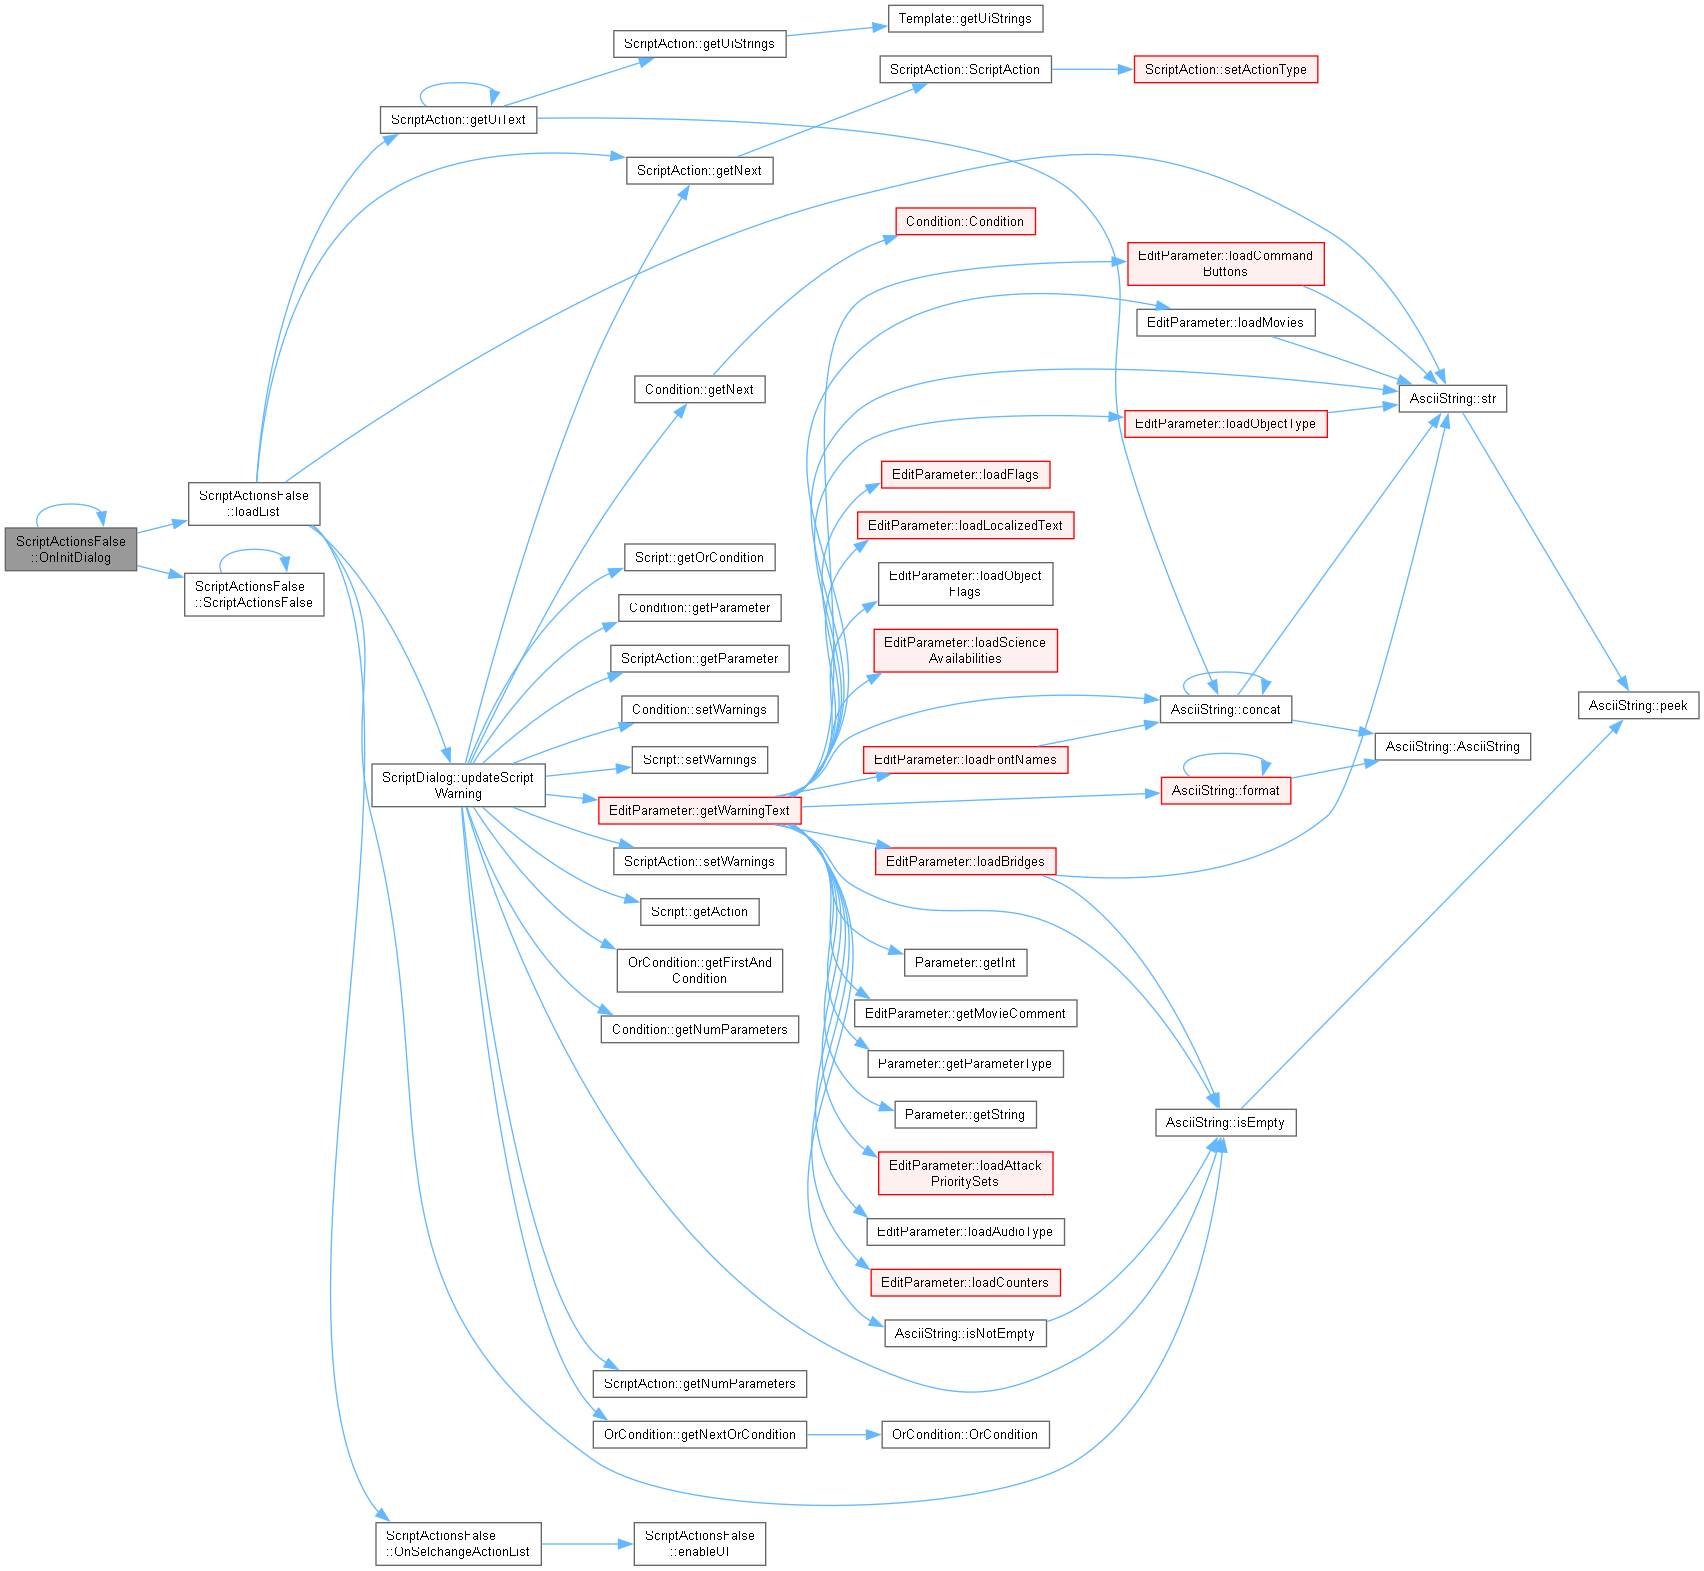 Template::getUiStrings
ScriptAction::getUiStrings
ScriptAction::ScriptAction
ScriptAction::setActionType
ScriptAction::getUiText
ScriptAction::getNext
Condition::Condition
EditParameter::loadCommand
Buttons
EditParameter::loadMovies
Condition::getNext
AsciiString::str
EditParameter::loadObjectType
EditParameter::loadFlags
ScriptActionsFalse
::loadList
EditParameter::loadLocalizedText
ScriptActionsFalse
::OnInitDialog
Script::getOrCondition
EditParameter::loadObject
Flags
ScriptActionsFalse
::ScriptActionsFalse
Condition::getParameter
EditParameter::loadScience
Availabilities
ScriptAction::getParameter
Condition::setWarnings
AsciiString::concat
AsciiString::peek
AsciiString::AsciiString
Script::setWarnings
EditParameter::loadFontNames
ScriptDialog::updateScript
Warning
AsciiString::format
EditParameter::getWarningText
ScriptAction::setWarnings
EditParameter::loadBridges
Script::getAction
OrCondition::getFirstAnd
Condition
Parameter::getInt
EditParameter::getMovieComment
Condition::getNumParameters
Parameter::getParameterType
Parameter::getString
AsciiString::isEmpty
EditParameter::loadAttack
PrioritySets
EditParameter::loadAudioType
EditParameter::loadCounters
AsciiString::isNotEmpty
ScriptAction::getNumParameters
OrCondition::getNextOrCondition
OrCondition::OrCondition
ScriptActionsFalse
::OnSelchangeActionList
ScriptActionsFalse
::enableUI